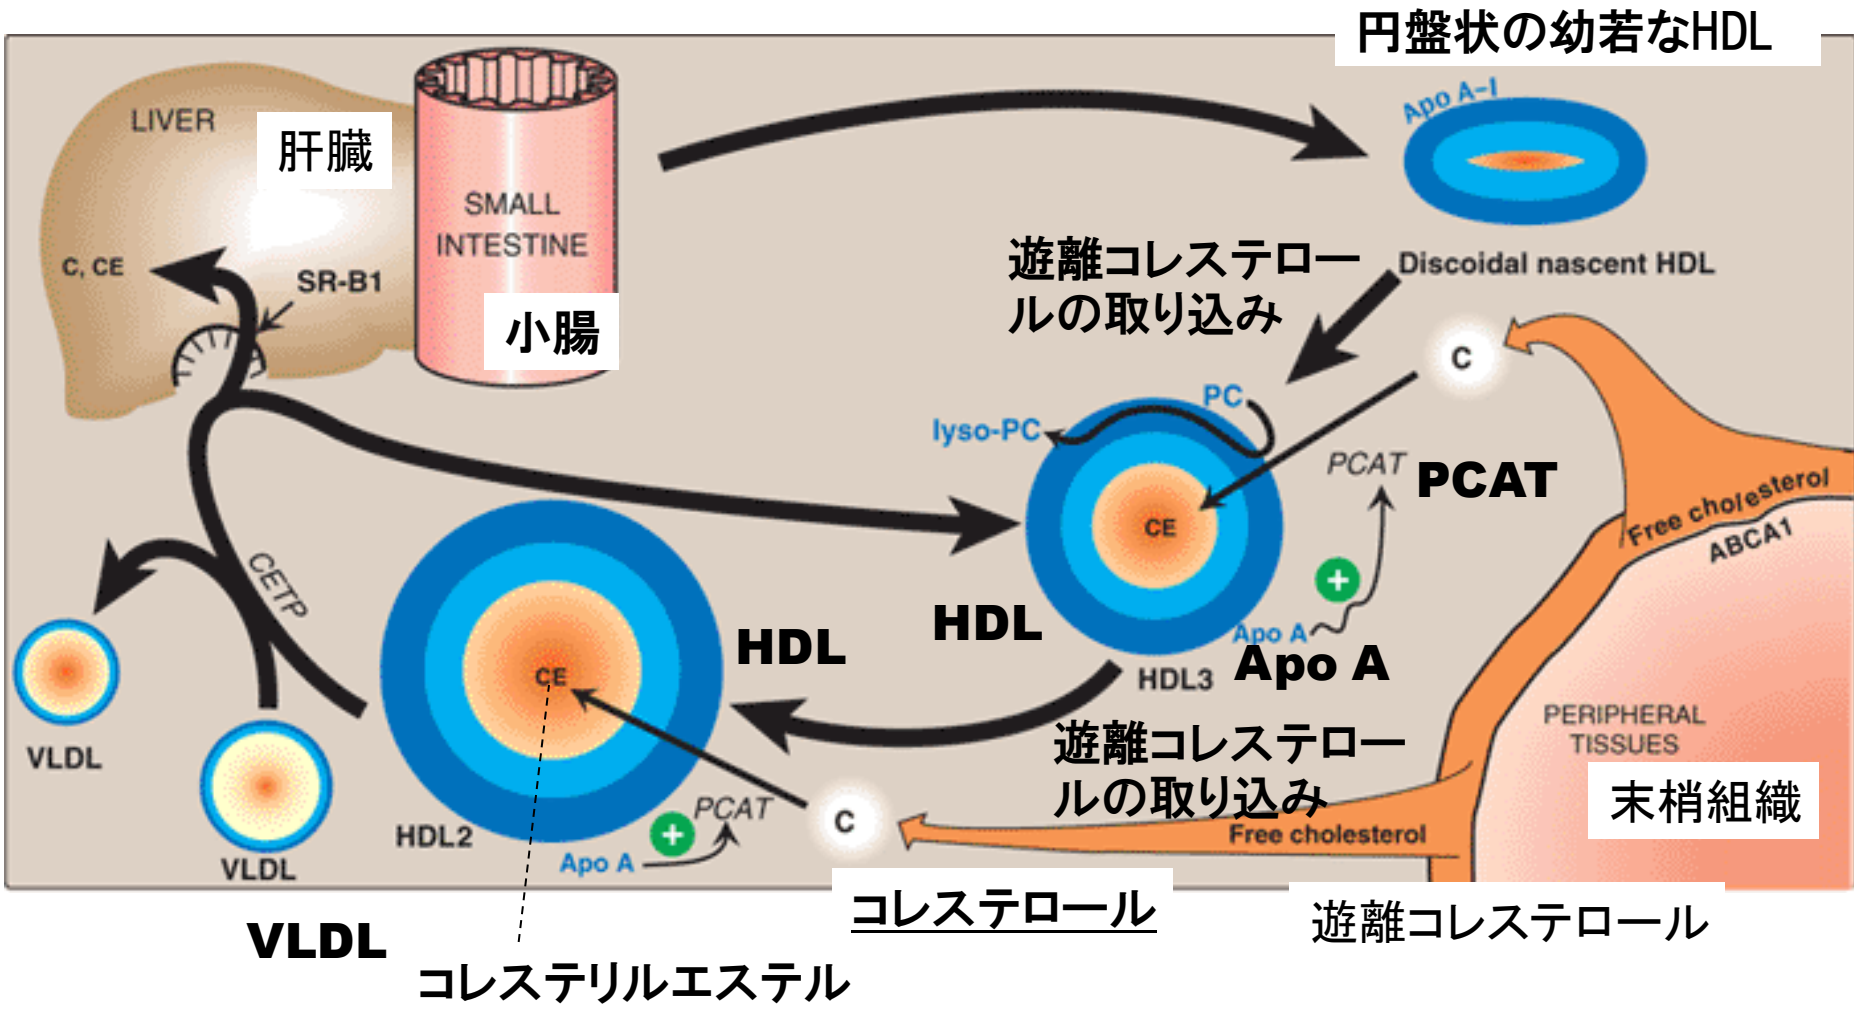 円盤状の幼若なHDL
Apo A-I
LIVER
肝臓
SMALL
INTESTINE
小腸
C, CE
SR-B1
遊離コレステロー
ルの取り込み
Discoidal nascent HDL
C
PC
lyso-PC
PCAT
PCAT
Free cholesterol
ABCA1
CE
CETP
HDL
HDL
Apo A
Apo A
HDL3
CE
遊離コレステロー
ルの取り込み
PERIPHERAL
TISSUES
末梢組織
VLDL
VLDL
HDL2
PCAT
Apo A
C
Free cholesterol
コレステロール
遊離コレステロール
VLDL
コレステリルエステル